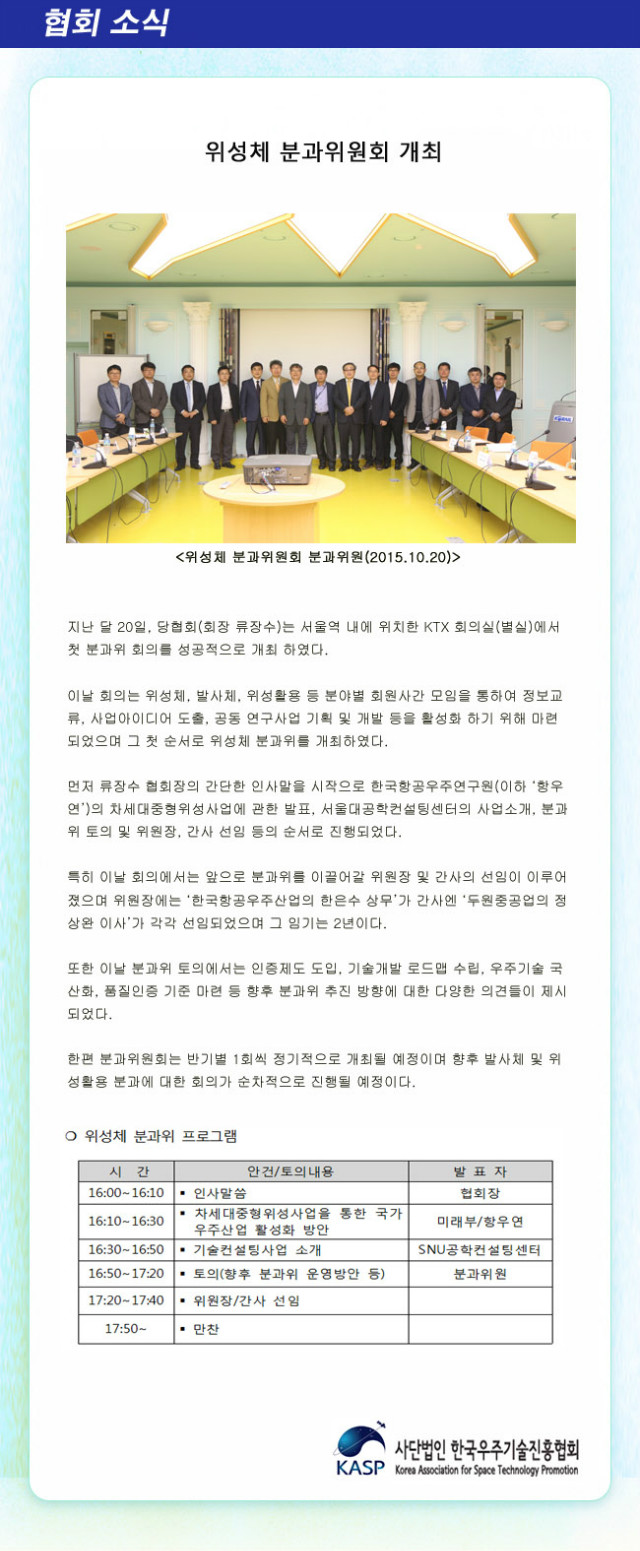 협회 소식
위성체 분과위원회 개최
<위성체 분과위원회 분과위원(2015.10.20)>
지난 달 20일, 당협회(회장 류장수)는 서울역 내에 위치한 KTX 회의실(별실)에서
첫 분과위 회의를 성공적으로 개최 하였다.
이날 회의는 위성체, 발사체, 위성활용 등 분야별 회원사간 모임을 통하여 정보교
류, 사업아이디어 도출, 공동 연구사업 기획 및 개발 등을 활성화 하기 위해 마련
되었으며 그 첫 순서로 위성체 분과위를 개최하였다.
먼저 류장수 협회장의 간단한 인사말을 시작으로 한국항공우주연구원(이하 ‘항우
연’)의 차세대중형위성사업에 관한 발표, 서울대공학컨설팅센터의 사업소개, 분과
위 토의 및 위원장, 간사 선임 등의 순서로 진행되었다.
특히 이날 회의에서는 앞으로 분과위를 이끌어갈 위원장 및 간사의 선임이 이루어
졌으며 위원장에는 ‘한국항공우주산업의 한은수 상무’가 간사엔 ‘두원중공업의 정
상완 이사’가 각각 선임되었으며 그 임기는 2년이다.
또한 이날 분과위 토의에서는 인증제도 도입, 기술개발 로드맵 수립, 우주기술 국
산화, 품질인증 기준 마련 등 향후 분과위 추진 방향에 대한 다양한 의견들이 제시
되었다.
한편 분과위원회는 반기별 1회씩 정기적으로 개최될 예정이며 향후 발사체 및 위
성활용 분과에 대한 회의가 순차적으로 진행될 예정이다.
❍ 위성체 분과위 프로그램
시 간 안건/토의내용 발 표 자
16:00~16:10 ▪ 인사말씀 협회장
16:10~16:30 ▪ 차세대중형위성사업을 통한 국가
우주산업 활성화 방안 미래부/항우연
16:30~16:50 ▪ 기술컨설팅사업 소개 SNU공학컨설팅센터
16:50~17:20 ▪ 토의(향후 분과위 운영방안 등) 분과위원
17:20~17:40 ▪ 위원장/간사 선임
17:50~ ▪ 만찬
KASP
사단법인 한국우주기술진흥협회
Korea Association for Space Technology Promotion